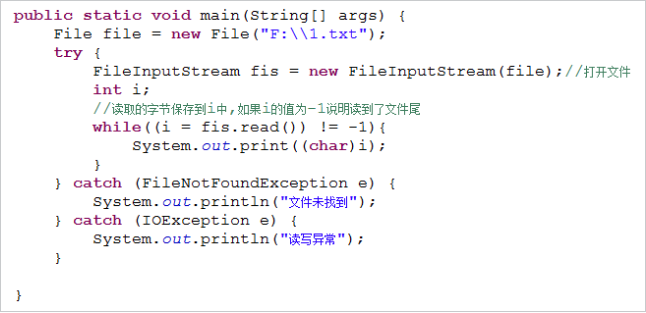 public static void main(String[] args) {
File file = new File("F:\\1.txt");
try {
FileInputStream fis = new FileInputStream(file);//打开文件
int i;
//读取的字节保存到i中,如果i的值为-1说明读到了文件尾
while((i = fis.read()) != -1){
System.out.print((char)i);
}
} catch (FileNotFoundException e) {
System.out.println("文件未找到");
} catch (IOException e) {
System.out.println("读写异常");
}
}